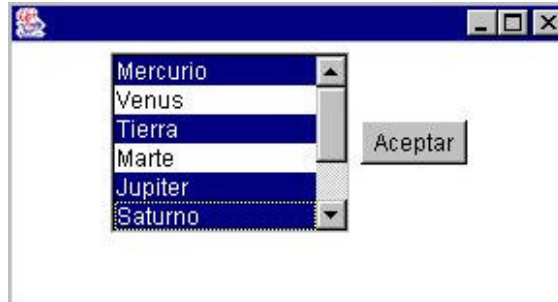 Mercurio
Venus
Tierra
Marte
Jupiter
Saturno
Aceptar